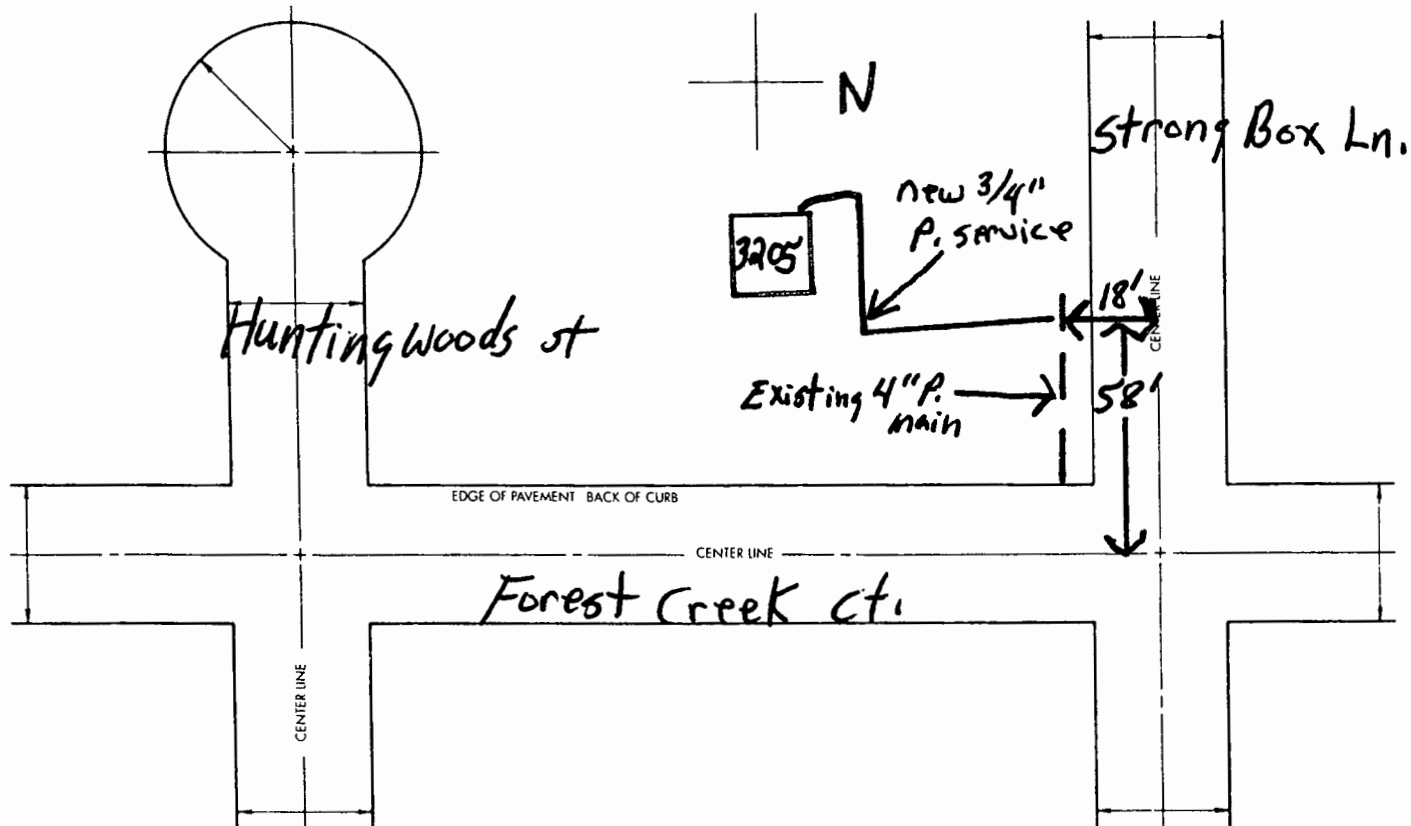 N
Strong Box Ln.
new 3/4"
P. service
3205
18'
CENTER LINE
Huntingwoods st
Existing 4" P.
main
58'
EDGE OF PAVEMENT BACK OF CURB
CENTER LINE
Forest Creek Ct.
CENTER LINE